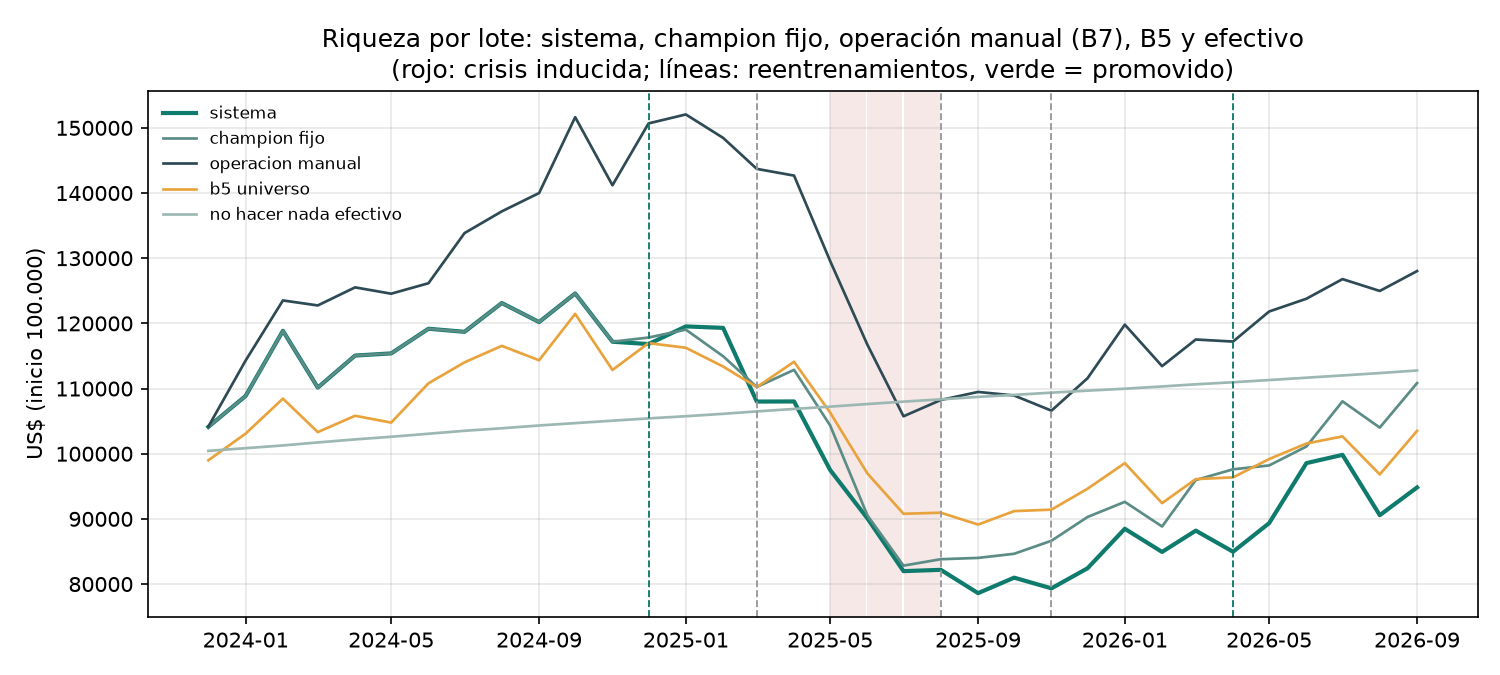 Riqueza por lote: sistema, champion fijo, operación manual (B7), B5 y efectivo
(rojo: crisis inducida; líneas: reentrenamientos, verde = promovido)
sistema
champion fijo
operacion manual
b5 universo
no hacer nada efectivo
US$ (inicio 100.000)
150000
140000
130000
120000
110000
100000
90000
80000
2024-01
2024-05
2024-09
2025-01
2025-05
2025-09
2026-01
2026-05
2026-09